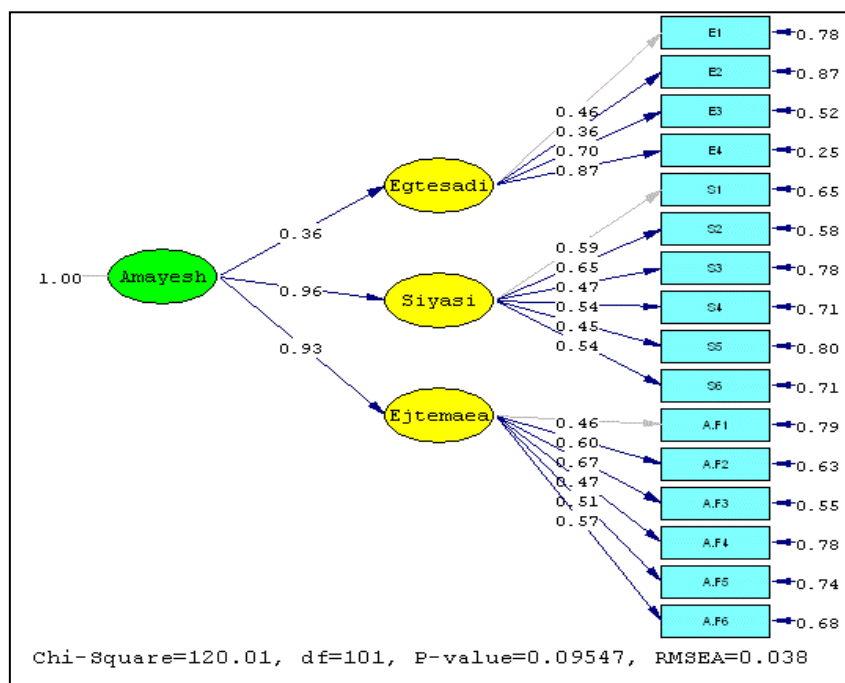 E1
0.78
E2
0.87
E3
0.52
E4
0.25
S1
0.65
S2
0.58
S3
0.78
S4
0.71
S5
0.80
S6
0.71
A.F1
0.79
A.F2
0.63
A.F3
0.55
A.F4
0.78
A.F5
0.74
A.F6
0.68
0.46
0.36
0.70
0.87
Egtesadi
0.59
0.65
0.47
0.54
0.45
0.54
Siyasi
0.46
0.60
0.67
0.47
0.51
0.57
Ejtemaea
0.36
0.96
0.93
1.00
Amayesh
Chi-Square=120.01, df=101, P-value=0.09547, RMSEA=0.038